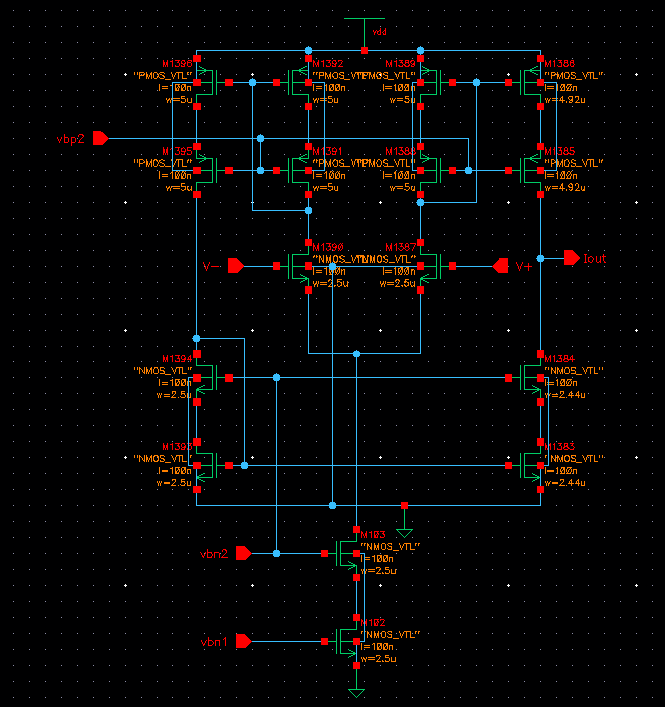 vdd
M1396 M1392 M1389 M1386
"PMOS_VTL" "PMOS_VTL" "PMOS_VTL" "PMOS_VTL"
l=100n l=100n l=100n l=100n
w=5u w=5u w=5u w=4.92u
vbp2
M1395 M1391 M1385
"PMOS_VTL" "PMOS_VTL" "PMOS_VTL" "PMOS_VTL"
l=100n l=100n l=100n l=100n
w=5u w=5u w=5u w=4.92u
M1390 M1387
V- "NMOS_VTL" "NMOS_VTL" V+ Iout
l=100n l=100n
w=2.5u w=2.5u
M1394 M1384
"NMOS_VTL" "NMOS_VTL"
l=100n l=100n
w=2.5u w=2.44u
M1393 M1383
"NMOS_VTL" "NMOS_VTL"
l=100n l=100n
w=2.5u w=2.44u
M193
vbn2 "NMOS_VTL"
l=100n
w=2.5u
M192
"NMOS_VTL"
vbn1 l=100n
w=2.5u